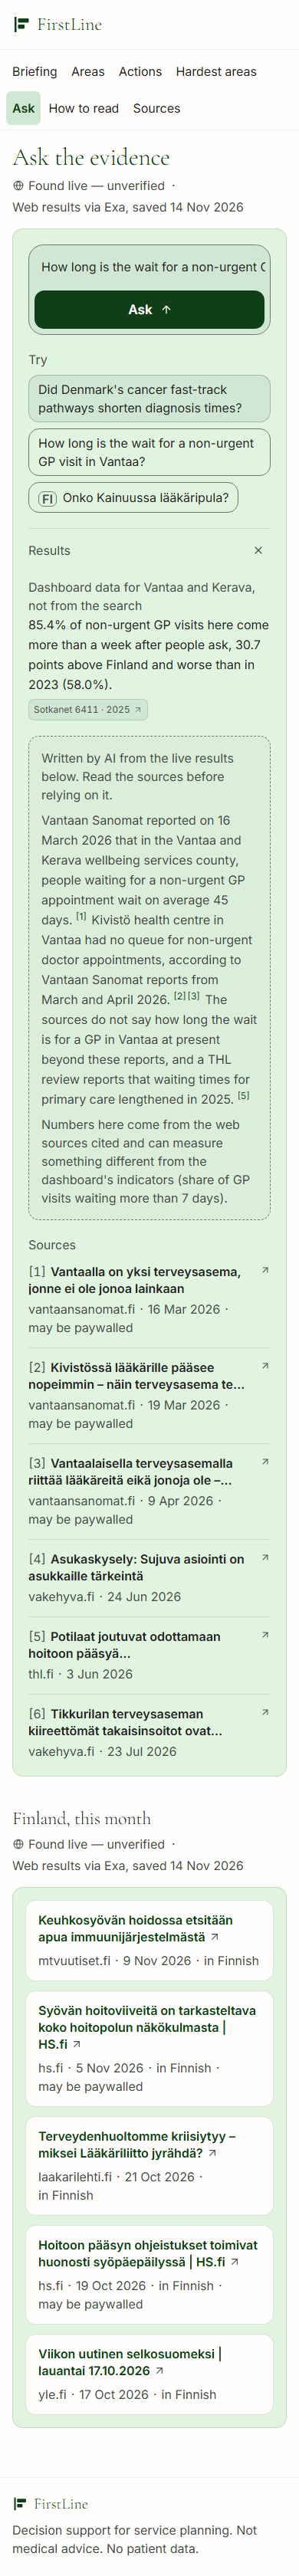 FirstLine
Briefing Areas Actions Hardest areas
Ask How to read Sources
Ask the evidence
Found live — unverified ·
Web results via Exa, saved 14 Nov 2026
How long is the wait for a non-urgent
Ask ↑
Try
Did Denmark's cancer fast-track
pathways shorten diagnosis times?
How long is the wait for a non-urgent
GP visit in Vantaa?
FI Onko Kainuussa lääkäripula?
Results ×
Dashboard data for Vantaa and Kerava,
not from the search
85.4% of non-urgent GP visits here come
more than a week after people ask, 30.7
points above Finland and worse than in
2023 (58.0%).
Sotkanet 6411 · 2025 ↗
Written by AI from the live results
below. Read the sources before
relying on it.
Vantaan Sanomat reported on 16
March 2026 that in the Vantaa and
Kerava wellbeing services county,
people waiting for a non-urgent GP
appointment wait on average 45
days. [1] Kivistö health centre in
Vantaa had no queue for non-urgent
doctor appointments, according to
Vantaan Sanomat reports from
March and April 2026. [2] [3] The
sources do not say how long the wait
is for a GP in Vantaa at present
beyond these reports, and a THL
review reports that waiting times for
primary care lengthened in 2025. [5]
Numbers here come from the web
sources cited and can measure
something different from the
dashboard's indicators (share of GP
visits waiting more than 7 days).
Sources
[1] Vantaalla on yksi terveysasema, ↗
jonne ei ole jonoa lainkaan
vantaansanomat.fi · 16 Mar 2026 ·
may be paywalled
[2] Kivistössä lääkärille pääsee ↗
nopeimmin – näin terveysasema te...
vantaansanomat.fi · 19 Mar 2026 ·
may be paywalled
[3] Vantaalaisella terveysasemalla ↗
riittää lääkäreitä eikä jonoja ole –...
vantaansanomat.fi · 9 Apr 2026 ·
may be paywalled
[4] Asukaskysely: Sujuva asiointi on ↗
asukkaille tärkeintä
vakehyva.fi · 24 Jun 2026
[5] Potilaat joutuvat odottamaan ↗
hoitoon pääsyä...
thl.fi · 3 Jun 2026
[6] Tikkurilan terveysaseman ↗
kiireettömät takaisinsoitot ovat...
vakehyva.fi · 23 Jul 2026
Finland, this month
Found live — unverified ·
Web results via Exa, saved 14 Nov 2026
Keuhkosyövän hoidossa etsitään
apua immuunijärjestelmästä ↗
mtvuutiset.fi · 9 Nov 2026 · in Finnish
Syövän hoitoviiveitä on tarkasteltava
koko hoitopolun näkökulmasta |
HS.fi ↗
hs.fi · 5 Nov 2026 · in Finnish ·
may be paywalled
Terveydenhuoltomme kriisiytyy –
miksei Lääkäriliitto jyrähdä? ↗
laakarilehti.fi · 21 Oct 2026 ·
in Finnish
Hoitoon pääsyn ohjeistukset toimivat
huonosti syöpäepäilyssä | HS.fi ↗
hs.fi · 19 Oct 2026 · in Finnish ·
may be paywalled
Viikon uutinen selkosuomeksi |
lauantai 17.10.2026 ↗
yle.fi · 17 Oct 2026 · in Finnish
FirstLine
Decision support for service planning. Not
medical advice. No patient data.